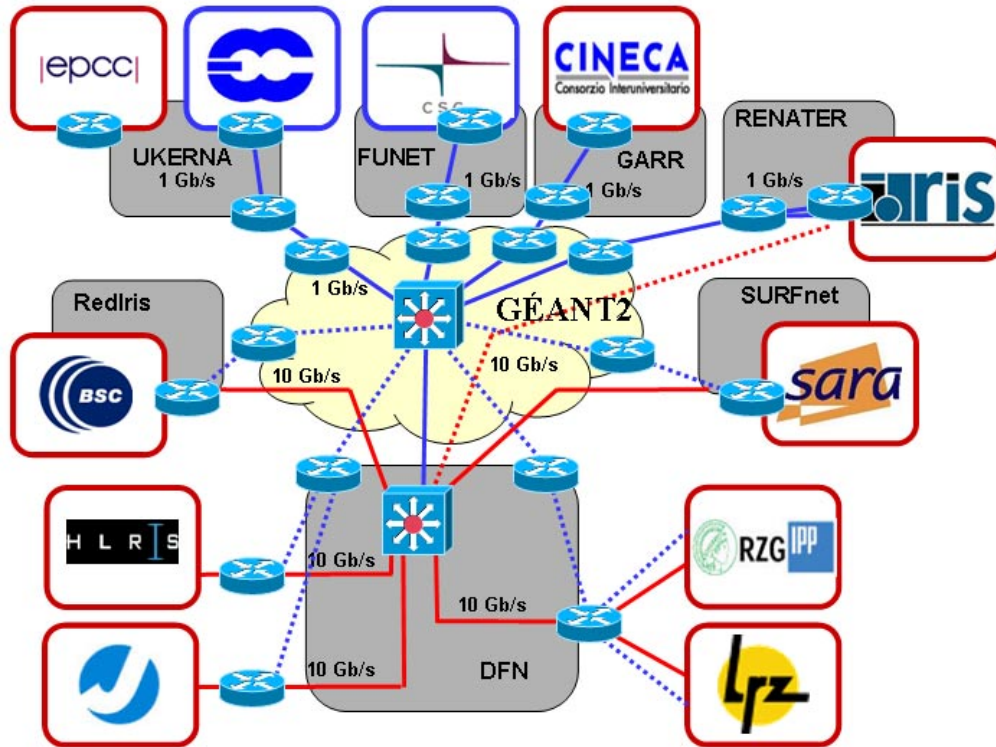 |epcc|
CSC
CINECA
Consorzio Interuniversitario
RENATER
UKERNA
1 Gb/s
FUNET
1 Gb/s
GARR
1 Gb/s
1 Gb/s
iDris
RedIris
1 Gb/s
GÉANT2
SURFnet
BSC
10 Gb/s
10 Gb/s
sara
HLRIS
10 Gb/s
RZG
IPP
10 Gb/s
10 Gb/s
DFN
lrz